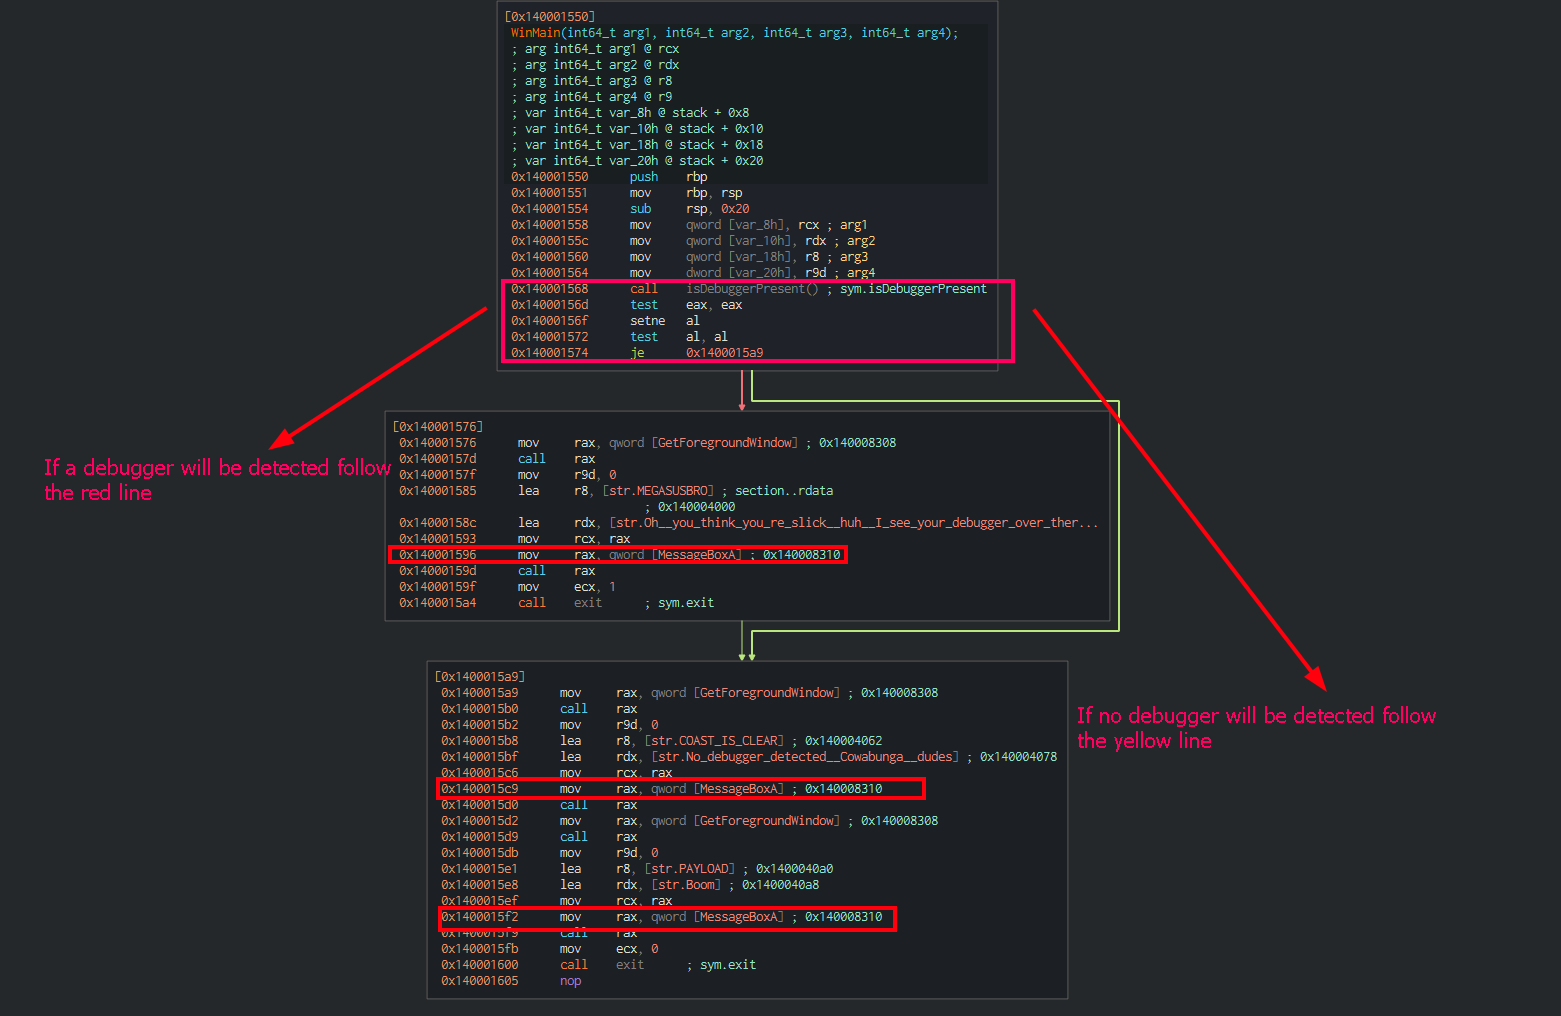 [0x140001550]
WinMain(int64_t arg1, int64_t arg2, int64_t arg3, int64_t arg4);
; arg int64_t arg1 @ rcx
; arg int64_t arg2 @ rdx
; arg int64_t arg3 @ r8
; arg int64_t arg4 @ r9
; var int64_t var_8h @ stack + 0x8
; var int64_t var_10h @ stack + 0x10
; var int64_t var_18h @ stack + 0x18
; var int64_t var_20h @ stack + 0x20
0x140001550 push rbp
0x140001551 mov rbp, rsp
0x140001554 sub rsp, 0x20
0x140001558 mov qword [var_8h], rcx ; arg1
0x14000155c mov qword [var_10h], rdx ; arg2
0x140001560 mov qword [var_18h], r8 ; arg3
0x140001564 mov dword [var_20h], r9d ; arg4
0x140001568 call isDebuggerPresent() ; sym.isDebuggerPresent
0x14000156d test eax, eax
0x14000156f setne al
0x140001572 test al, al
0x140001574 je 0x1400015a9
If a debugger will be detected follow
the red line
[0x140001576]
0x140001576 mov rax, qword [GetForegroundWindow] ; 0x140008308
0x14000157d call rax
0x14000157f mov r9d, 0
0x140001585 lea r8, [str.MEGASUSBRO] ; section..rdata
; 0x140004000
0x14000158c lea rdx, [str.Oh__you_think_you_re_slick__huh__I_see_your_debugger_over_ther...
0x140001593 mov rcx, rax
0x140001596 mov rax, qword [MessageBoxA] ; 0x140008310
0x14000159d call rax
0x14000159f mov ecx, 1
0x1400015a4 call exit ; sym.exit
If no debugger will be detected follow
the yellow line
[0x1400015a9]
0x1400015a9 mov rax, qword [GetForegroundWindow] ; 0x140008308
0x1400015b0 call rax
0x1400015b2 mov r9d, 0
0x1400015b8 lea r8, [str.COAST_IS_CLEAR] ; 0x140004062
0x1400015bf lea rdx, [str.No_debugger_detected__Cowabunga__dudes] ; 0x140004078
0x1400015c6 mov rcx, rax
0x1400015c9 mov rax, qword [MessageBoxA] ; 0x140008310
0x1400015d0 call rax
0x1400015d2 mov rax, qword [GetForegroundWindow] ; 0x140008308
0x1400015d9 call rax
0x1400015db mov r9d, 0
0x1400015e1 lea r8, [str.PAYLOAD] ; 0x1400040a0
0x1400015e8 lea rdx, [str.Boom] ; 0x1400040a8
0x1400015ef mov rcx, rax
0x1400015f2 mov rax, qword [MessageBoxA] ; 0x140008310
0x1400015f9 call rax
0x1400015fb mov ecx, 0
0x140001600 call exit ; sym.exit
0x140001605 nop